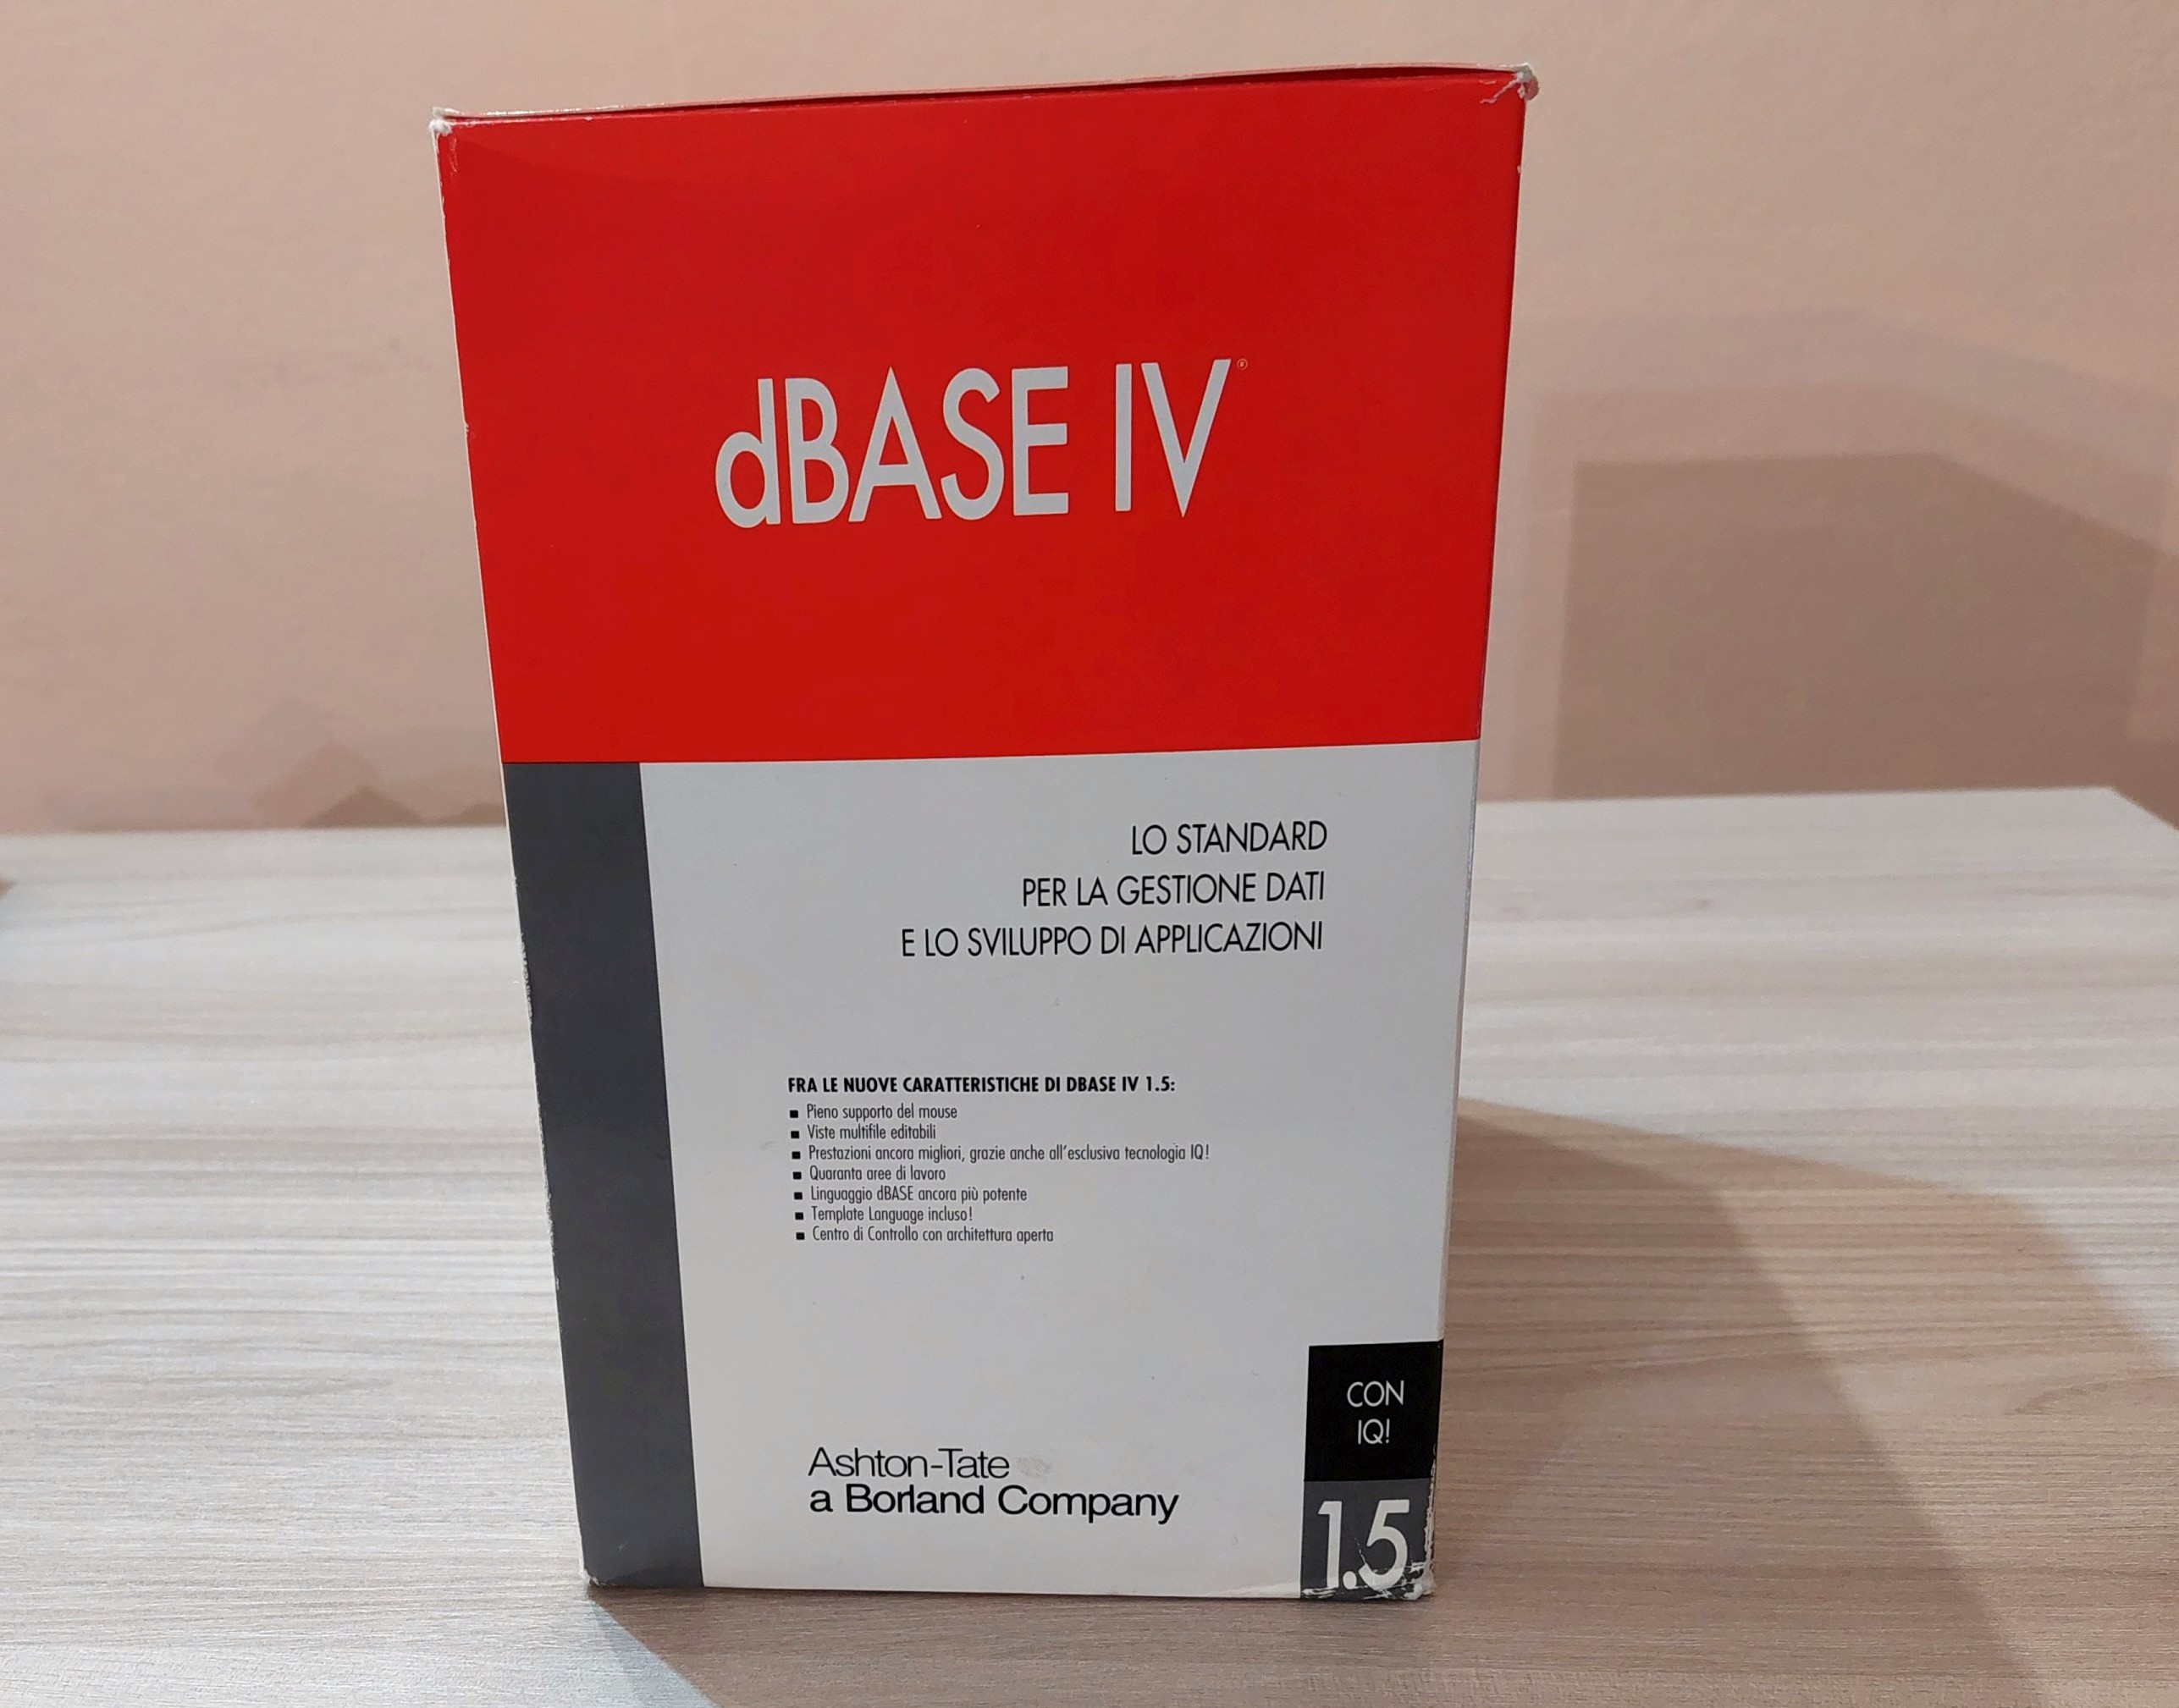 dBASE IV®
LO STANDARD
PER LA GESTIONE DATI
E LO SVILUPPO DI APPLICAZIONI
FRA LE NUOVE CARATTERISTICHE DI DBASE IV 1.5:
▪ Pieno supporto del mouse
▪ Viste multifile editabili
▪ Prestazioni ancora migliori, grazie anche all'esclusiva tecnologia IQ!
▪ Quaranta aree di lavoro
▪ Linguaggio dBASE ancora più potente
▪ Template Language incluso!
▪ Centro di Controllo con architettura aperta
Ashton-Tate
a Borland Company
CON
IQ!
1.5